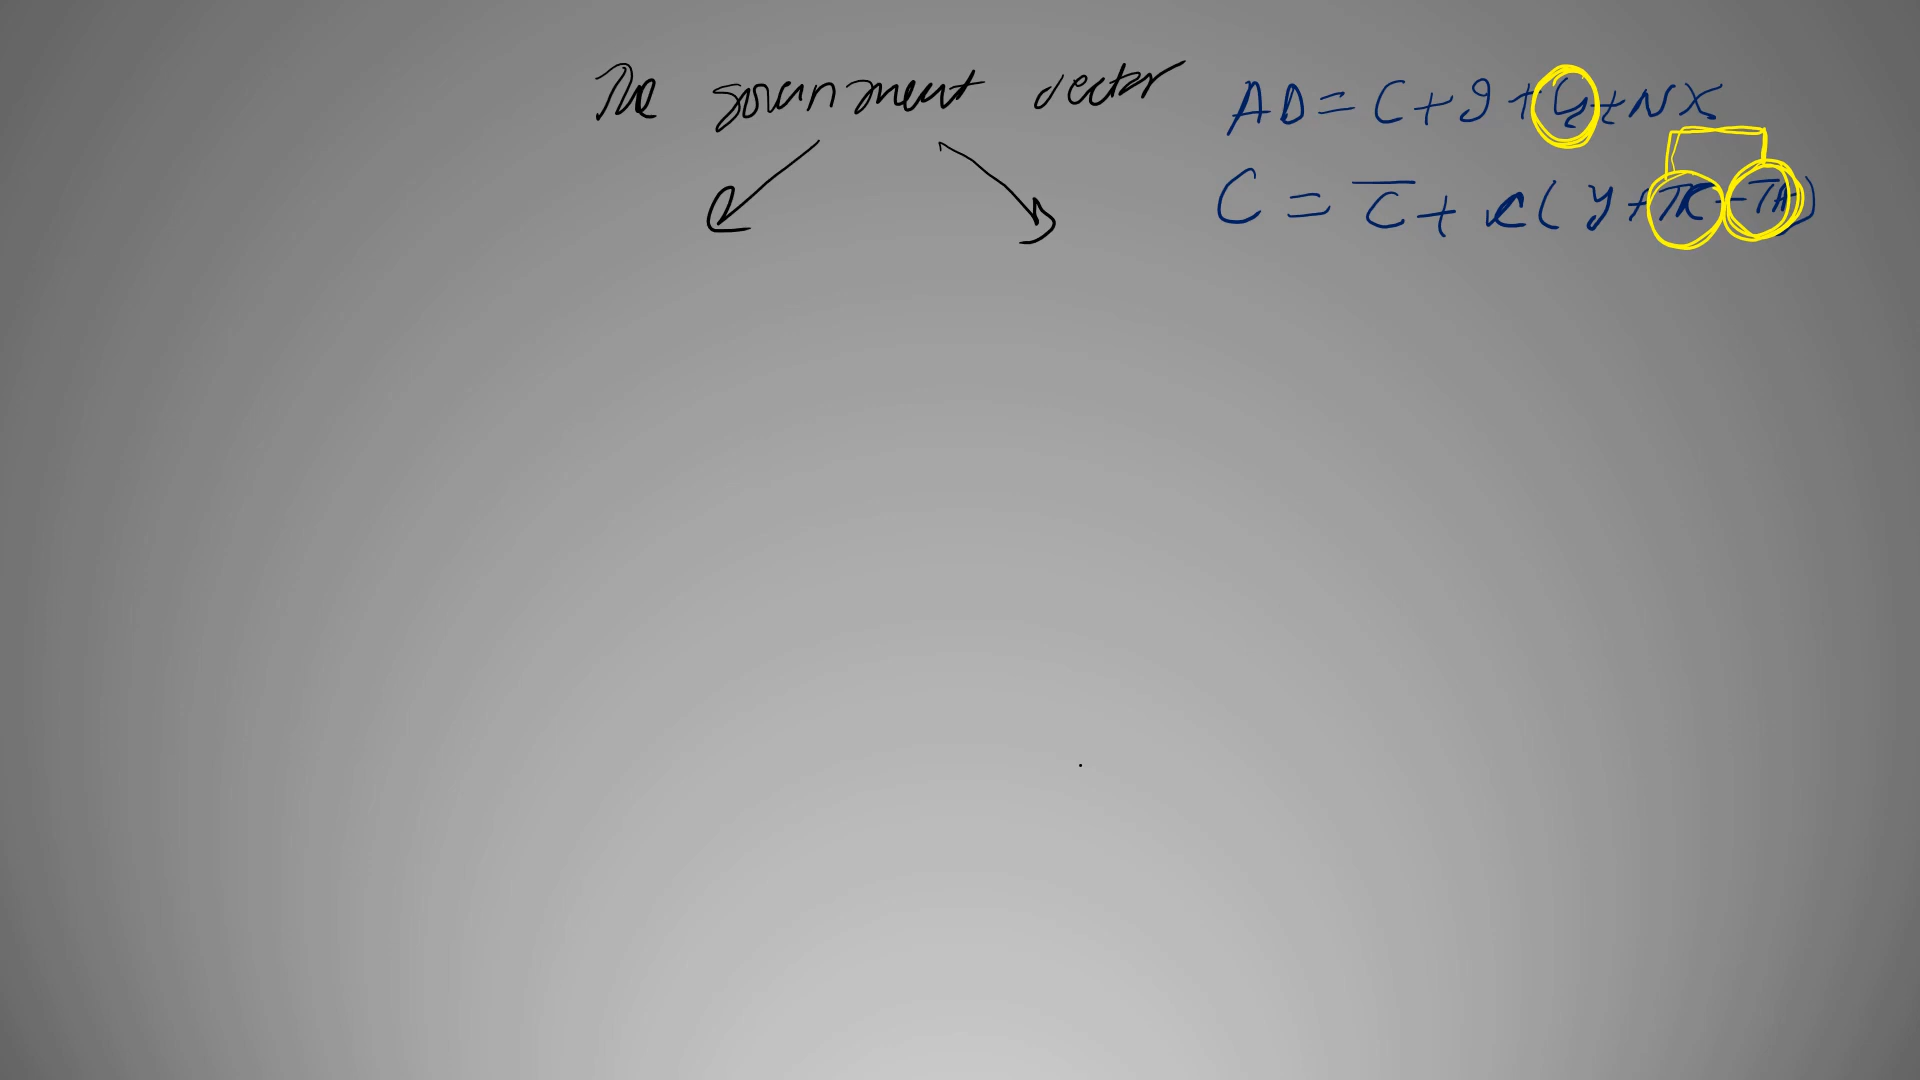 The government sector
AD = C + I + G + NX
C = C̅ + c ( y + TR - TA )